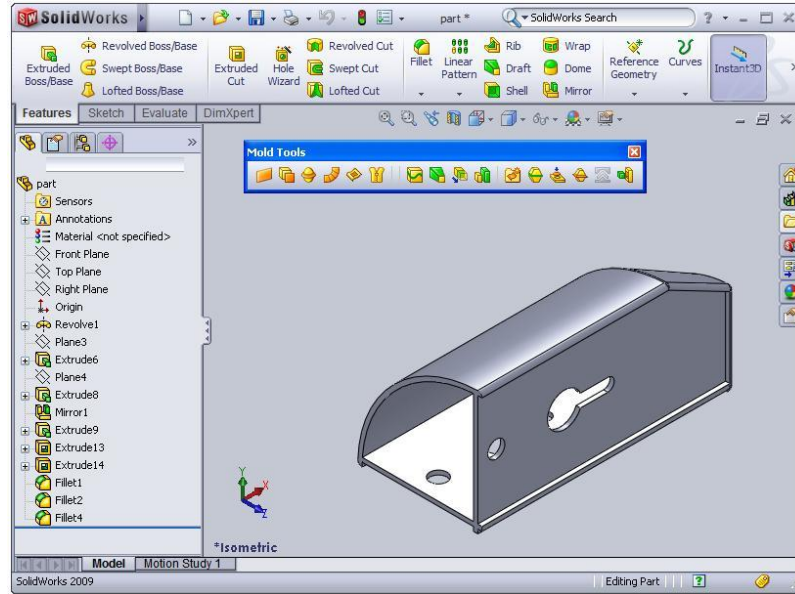 SolidWorks
part *
SolidWorks Search
Extruded Boss/Base
Revolved Boss/Base
Swept Boss/Base
Lofted Boss/Base
Extruded Cut
Hole Wizard
Revolved Cut
Swept Cut
Lofted Cut
Fillet
Linear Pattern
Rib
Draft
Shell
Wrap
Dome
Mirror
Reference Geometry
Curves
Instant3D
Features Sketch Evaluate DimXpert
Mold Tools
part
Sensors
Annotations
Material <not specified>
Front Plane
Top Plane
Right Plane
Origin
Revolve1
Plane3
Extrude6
Plane4
Extrude8
Mirror1
Extrude9
Extrude13
Extrude14
Fillet1
Fillet2
Fillet4
Y
X
Z
*Isometric
Model Motion Study 1
SolidWorks 2009
Editing Part